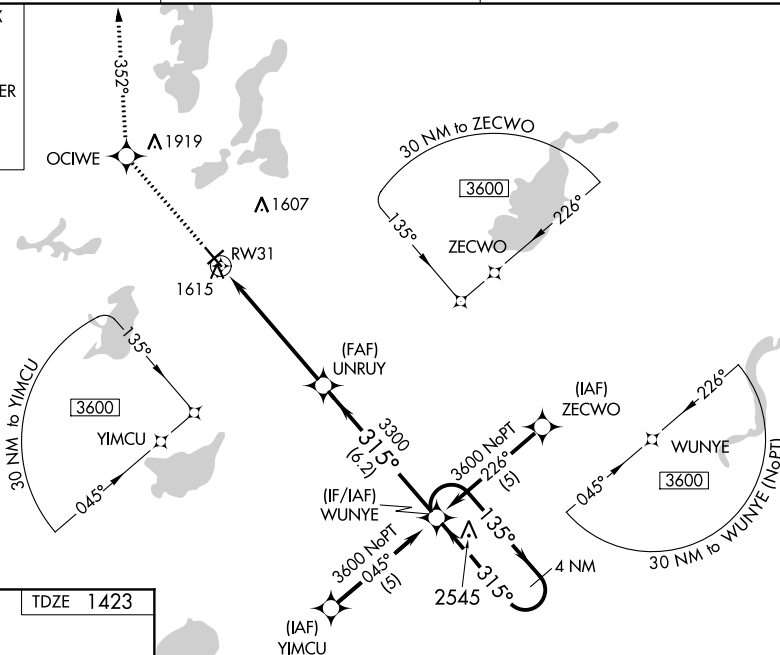 X
ER
352°
OCIWE
1919
1607
RW31
1615
30 NM to ZECWO
3600
135°
226°
ZECWO
30 NM to YIMCU
135°
3600
YIMCU
045°
(FAF)
UNRUY
3300
315°
(6.2)
(IAF)
ZECWO
3600 NoPT
226°
(5)
(IF/IAF)
WUNYE
135°
3600 NoPT
045°
(5)
315°
2545
4 NM
(IAF)
YIMCU
226°
WUNYE
045°
3600
30 NM to WUNYE (NoPT)
TDZE 1423